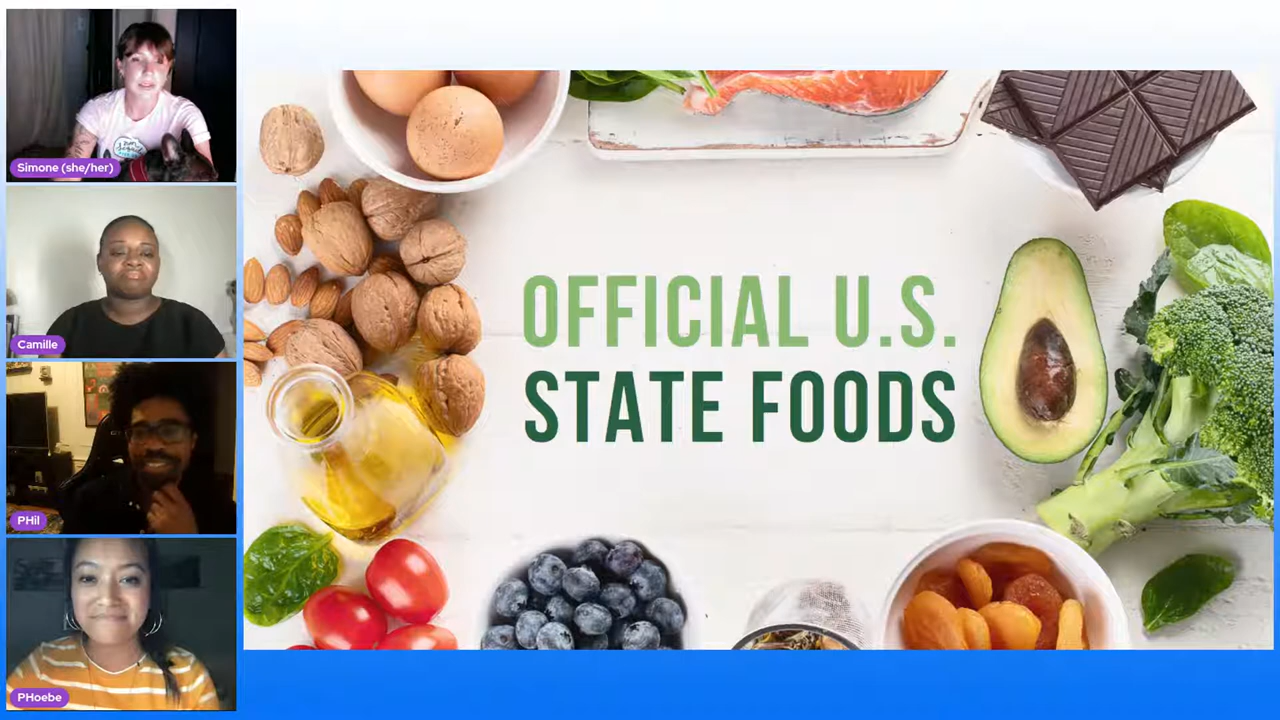 Simone (she/her)
Camille
PHil
PHoebe
OFFICIAL U.S.
STATE FOODS